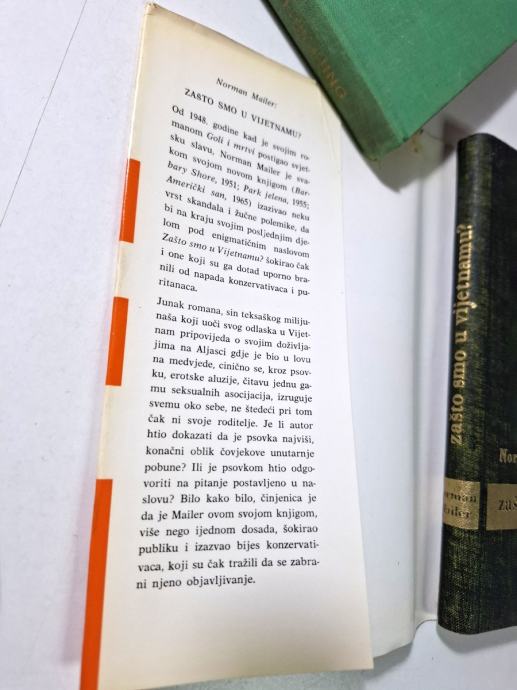 Norman Mailer:
ZAŠTO SMO U VIJETNAMU?
Od 1948. godine kad je svojim ro-
manom Goli i mrtvi postigao svjet-
sku slavu, Norman Mailer je sva-
kom svojom novom knjigom (Bar-
bary Shore, 1951; Park jelena, 1955;
Američki san, 1965) izazivao neku
vrst skandala i žučne polemike, da
bi na kraju svojim posljednjim dje-
lom pod enigmatičnim naslovom
Zašto smo u Vijetnamu? šokirao čak
i one koji su ga dotad uporno bra-
nili od napada konzervativaca i pu-
ritanaca.
Junak romana, sin teksaškog miliju-
naša koji uoči svog odlaska u Vijet-
nam pripovijeda o svojim doživlja-
jima na Aljasci gdje je bio u lovu
na medvjede, cinično se, kroz psov-
ku, erotske aluzije, čitavu jednu ga-
mu seksualnih asocijacija, izruguje
svemu oko sebe, ne štedeći pri tom
čak ni svoje roditelje. Je li autor
htio dokazati da je psovka najviši,
konačni oblik čovjekove unutarnje
pobune? Ili je psovkom htio odgo-
voriti na pitanje postavljeno u na-
slovu? Bilo kako bilo, činjenica je
da je Mailer ovom svojom knjigom,
više nego ijednom dosada, šokirao
publiku i izazvao bijes konzervati-
vaca, koji su čak tražili da se zabra-
ni njeno objavljivanje.
zašto smo u vijetnamu?